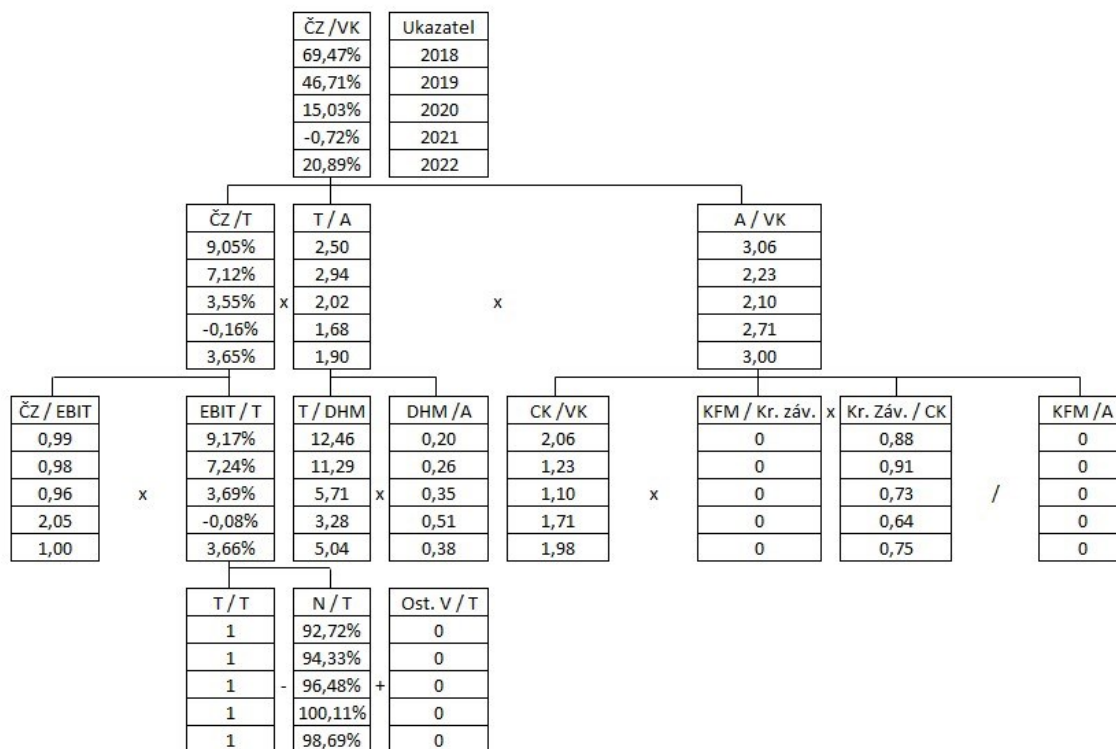 ČZ /VK Ukazatel
69,47% 2018
46,71% 2019
15,03% 2020
-0,72% 2021
20,89% 2022
ČZ /T T / A A / VK
9,05% 2,50 3,06
7,12% 2,94 2,23
3,55% x 2,02 x 2,10
-0,16% 1,68 2,71
3,65% 1,90 3,00
ČZ / EBIT EBIT / T T / DHM DHM /A CK /VK KFM / Kr. záv. x Kr. Záv. / CK KFM /A
0,99 9,17% 12,46 0,20 2,06 0 0,88 0
0,98 7,24% 11,29 0,26 1,23 0 0,91 0
0,96 x 3,69% 5,71 x 0,35 1,10 x 0 0,73 / 0
2,05 -0,08% 3,28 0,51 1,71 0 0,64 0
1,00 3,66% 5,04 0,38 1,98 0 0,75 0
T / T N / T Ost. V / T
1 92,72% 0
1 94,33% 0
1 - 96,48% + 0
1 100,11% 0
1 98,69% 0